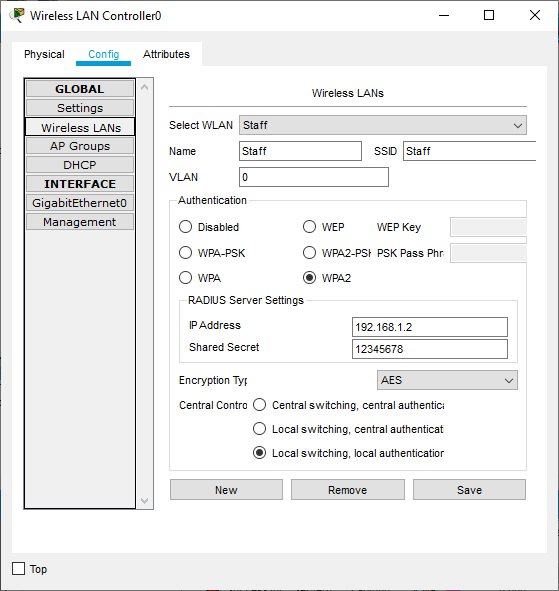 Wireless LAN Controller0
Physical Config Attributes
GLOBAL
Settings
Wireless LANs
AP Groups
DHCP
INTERFACE
GigabitEthernet0
Management
Wireless LANs
Select WLAN Staff
Name Staff SSID Staff
VLAN 0
Authentication
Disabled WEP WEP Key
WPA-PSK WPA2-PSK PSK Pass Phra
WPA WPA2
RADIUS Server Settings
IP Address 192.168.1.2
Shared Secret 12345678
Encryption Typ AES
Central Contro Central switching, central authentica
Local switching, central authenticati
Local switching, local authentication
New Remove Save
Top